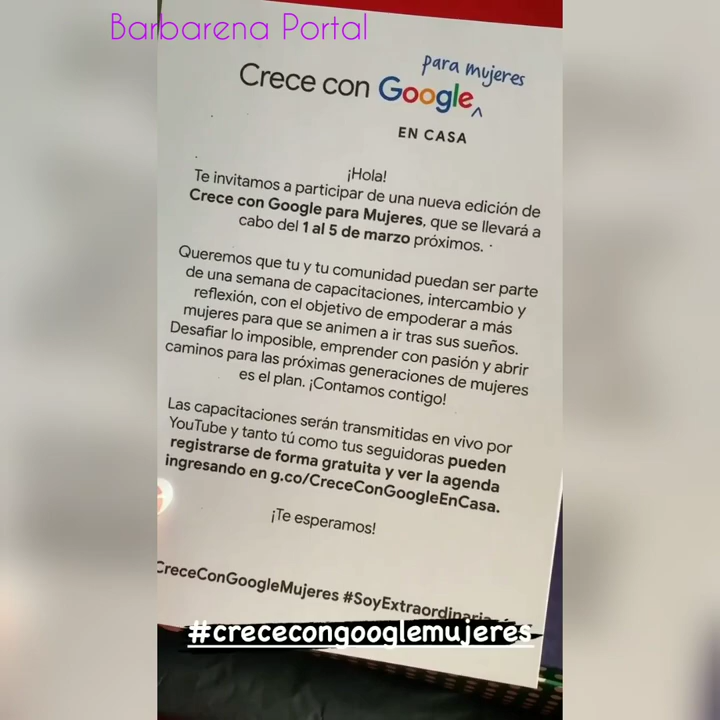 Barbarena Portal
para mujeres
Crece con Google
EN CASA
¡Hola!
Te invitamos a participar de una nueva edición de
Crece con Google para Mujeres, que se llevará a
cabo del 1 al 5 de marzo próximos.
Queremos que tu y tu comunidad puedan ser parte
de una semana de capacitaciones, intercambio y
reflexión, con el objetivo de empoderar a más
mujeres para que se animen a ir tras sus sueños.
Desafiar lo imposible, emprender con pasión y abrir
caminos para las próximas generaciones de mujeres
es el plan. ¡Contamos contigo!
Las capacitaciones serán transmitidas en vivo por
YouTube y tanto tú como tus seguidoras pueden
registrarse de forma gratuita y ver la agenda
ingresando en g.co/CreceConGoogleEnCasa.
¡Te esperamos!
CreceConGoogleMujeres
#crececongooglemujeres